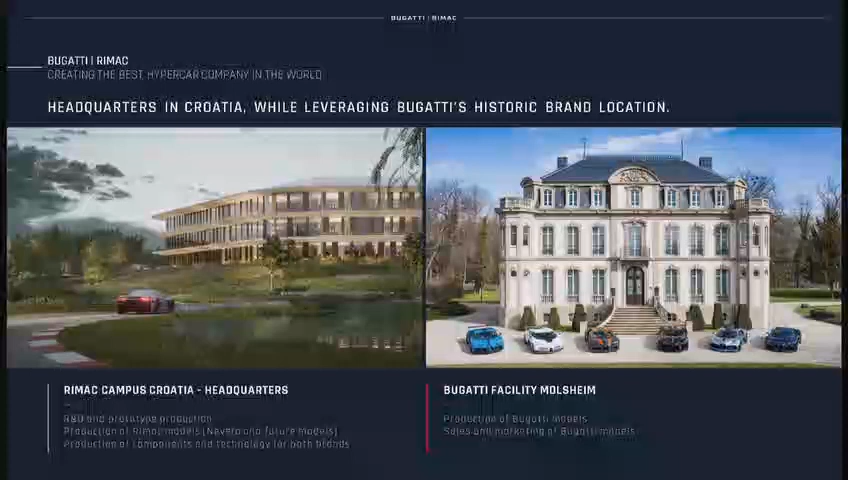 BUGATTI | RIMAC
BUGATTI | RIMAC
CREATING THE BEST HYPERCAR COMPANY IN THE WORLD
HEADQUARTERS IN CROATIA, WHILE LEVERAGING BUGATTI'S HISTORIC BRAND LOCATION.
RIMAC CAMPUS CROATIA - HEADQUARTERS
R&D and prototype production
Production of Rimac models (Nevera and future models)
Production of components and technology for both brands
BUGATTI FACILITY MOLSHEIM
Production of Bugatti models
Sales and marketing of Bugatti models